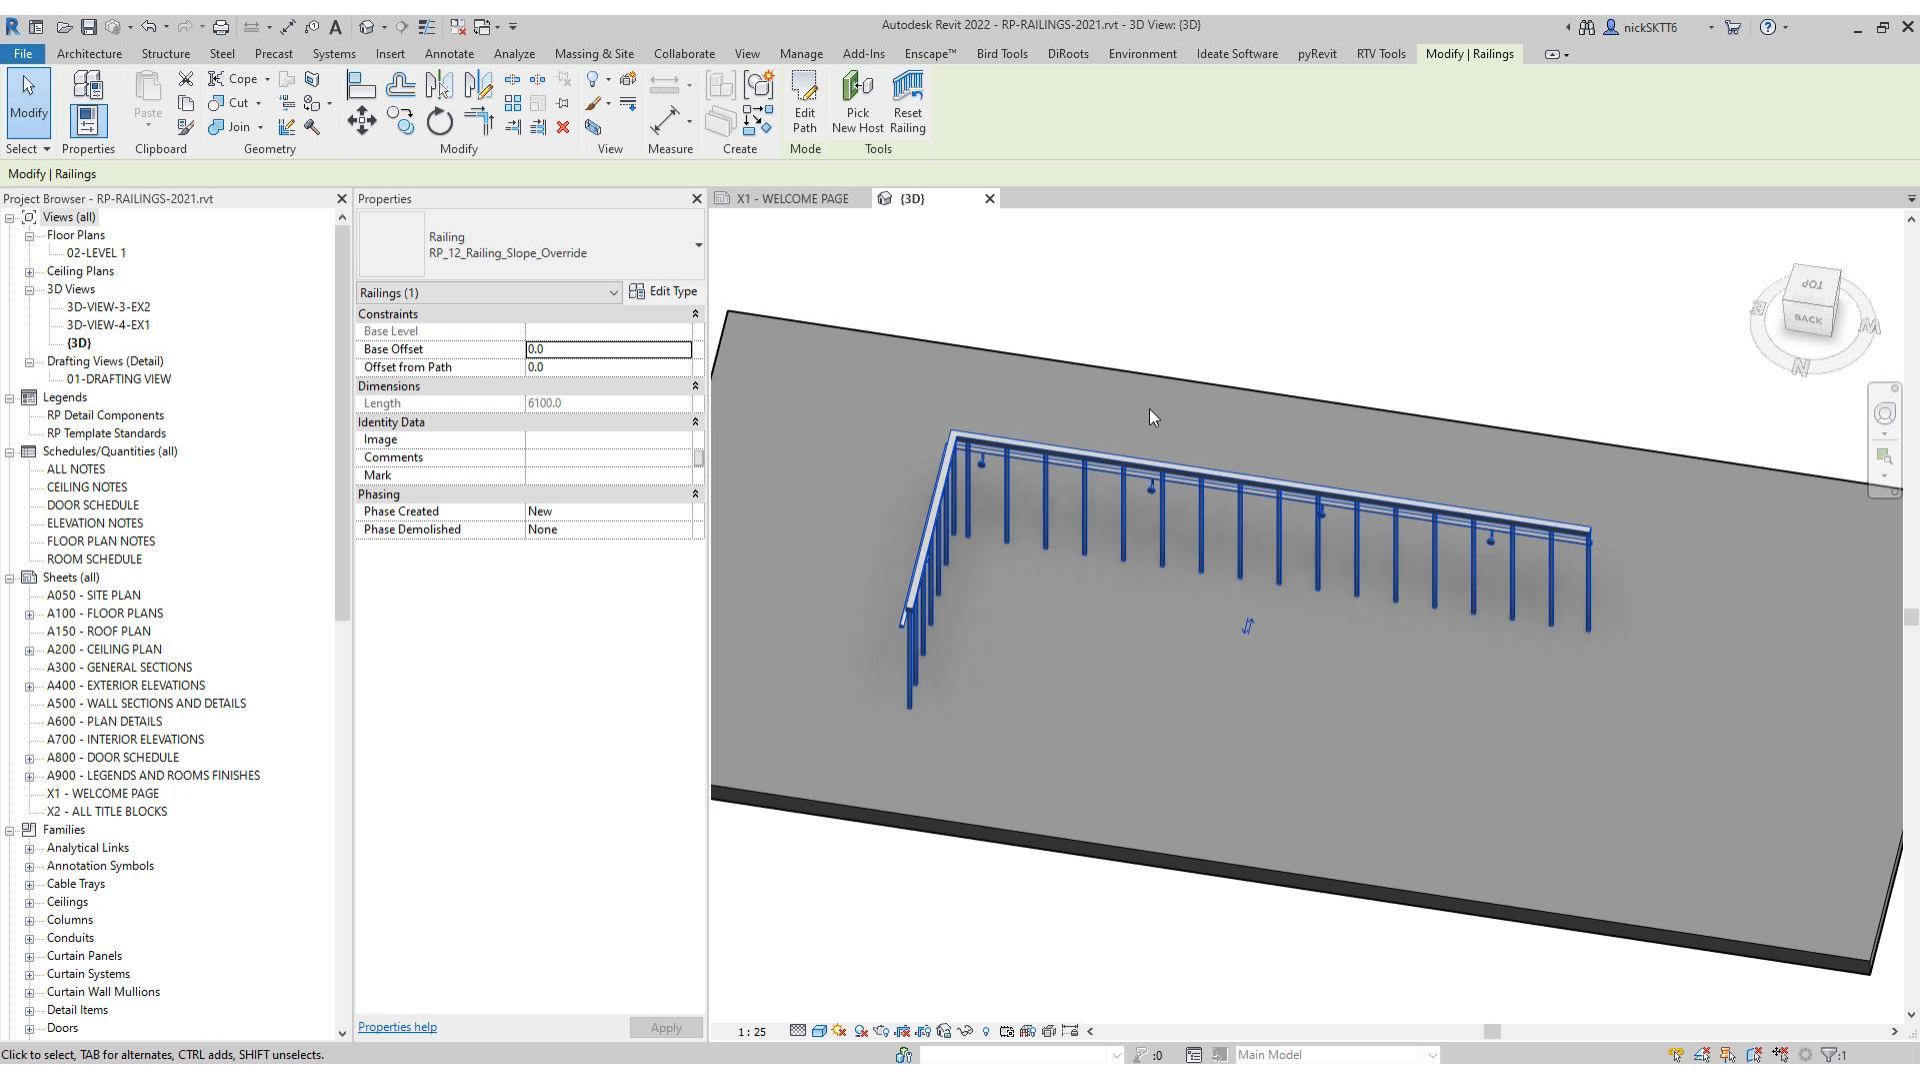 Autodesk Revit 2022 - RP-RAILINGS-2021.rvt - 3D View: {3D}
nickSKTT6
File Architecture Structure Steel Precast Systems Insert Annotate Analyze Massing & Site Collaborate View Manage Add-Ins Enscape™ Bird Tools DiRoots Environment Ideate Software pyRevit RTV Tools Modify | Railings
Modify
Paste
Cope
Cut
Join
Edit Path
Pick New Host
Reset Railing
Select Properties Clipboard Geometry Modify View Measure Create Mode Tools
Modify | Railings
Project Browser - RP-RAILINGS-2021.rvt
Views (all)
Floor Plans
02-LEVEL 1
Ceiling Plans
3D Views
3D-VIEW-3-EX2
3D-VIEW-4-EX1
{3D}
Drafting Views (Detail)
01-DRAFTING VIEW
Legends
RP Detail Components
RP Template Standards
Schedules/Quantities (all)
ALL NOTES
CEILING NOTES
DOOR SCHEDULE
ELEVATION NOTES
FLOOR PLAN NOTES
ROOM SCHEDULE
Sheets (all)
A050 - SITE PLAN
A100 - FLOOR PLANS
A150 - ROOF PLAN
A200 - CEILING PLAN
A300 - GENERAL SECTIONS
A400 - EXTERIOR ELEVATIONS
A500 - WALL SECTIONS AND DETAILS
A600 - PLAN DETAILS
A700 - INTERIOR ELEVATIONS
A800 - DOOR SCHEDULE
A900 - LEGENDS AND ROOMS FINISHES
X1 - WELCOME PAGE
X2 - ALL TITLE BLOCKS
Families
Analytical Links
Annotation Symbols
Cable Trays
Ceilings
Columns
Conduits
Curtain Panels
Curtain Systems
Curtain Wall Mullions
Detail Items
Doors
Properties
Railing
RP_12_Railing_Slope_Override
Railings (1) Edit Type
Constraints
Base Level
Base Offset 0.0
Offset from Path 0.0
Dimensions
Length 6100.0
Identity Data
Image
Comments
Mark
Phasing
Phase Created New
Phase Demolished None
Properties help Apply
X1 - WELCOME PAGE {3D}
TOP
BACK
N
1 : 25
Click to select, TAB for alternates, CTRL adds, SHIFT unselects.
:0
Main Model
:1